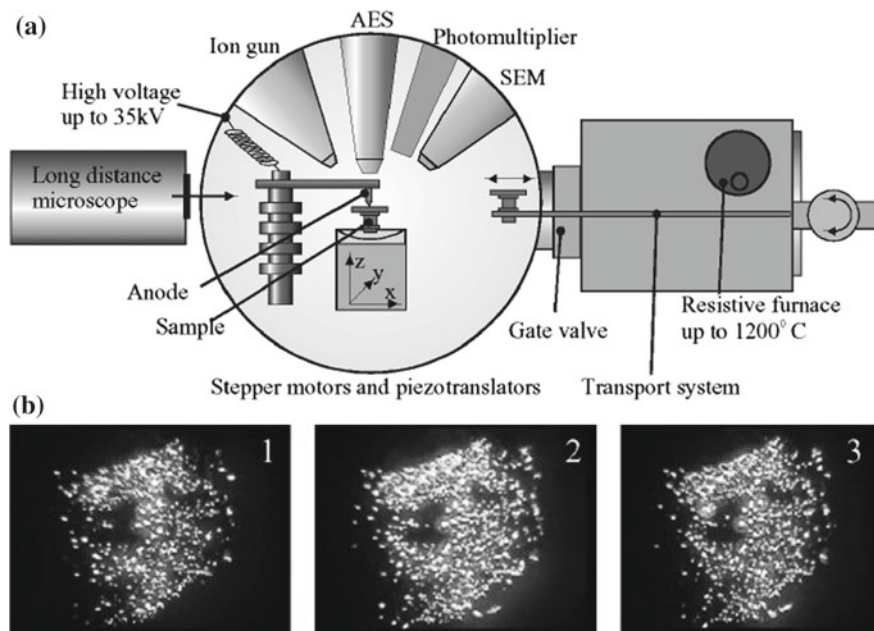 (a)
AES
Ion gun
Photomultiplier
SEM
High voltage
up to 35kV
Long distance
microscope
z
y
x
Anode
Sample
Gate valve
Resistive furnace
up to 1200⁰ C
Stepper motors and piezotranslators
Transport system
(b)
1
2
3